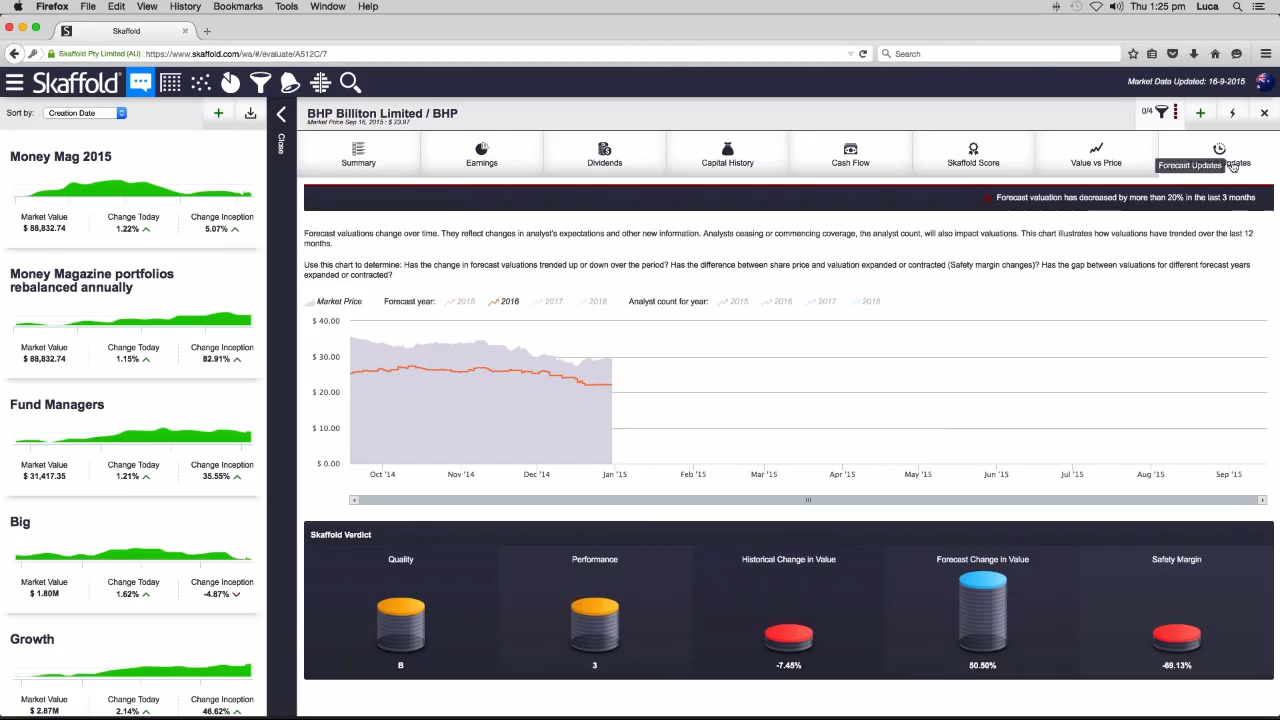 Firefox File Edit View History Bookmarks Tools Window Help Thu 1:25 pm Luca
Skaffold
Skaffold Pty Limited (AU) https://www.skaffold.com/wa/#/evaluate/A512C/7 Search
Skaffold Market Data Updated: 16-9-2015
Sort by: Creation Date
Close
BHP Billiton Limited / BHP
Market Price Sep 16, 2015 : $ 23.97
0/4
Summary Earnings Dividends Capital History Cash Flow Skaffold Score Value vs Price
Forecast Updates
Forecast valuation has decreased by more than 20% in the last 3 months
Forecast valuations change over time. They reflect changes in analyst's expectations and other new information. Analysts ceasing or commencing coverage, the analyst count, will also impact valuations. This chart illustrates how valuations have trended over the last 12
months.
Use this chart to determine: Has the change in forecast valuations trended up or down over the period? Has the difference between share price and valuation expanded or contracted (Safety margin changes)? Has the gap between valuations for different forecast years
expanded or contracted?
Market Price Forecast year: 2015 2016 2017 2018 Analyst count for year: 2015 2016 2017 2018
$ 40.00
$ 30.00
$ 20.00
$ 10.00
$ 0.00
Oct '14 Nov '14 Dec '14 Jan '15 Feb '15 Mar '15 Apr '15 May '15 Jun '15 Jul '15 Aug '15 Sep '15
Skaffold Verdict
Quality Performance Historical Change in Value Forecast Change in Value Safety Margin
B 3 -7.45% 50.50% -69.13%
Money Mag 2015
Market Value Change Today Change Inception
$ 88,832.74 1.22% 5.07%
Money Magazine portfolios
rebalanced annually
Market Value Change Today Change Inception
$ 88,832.74 1.15% 82.91%
Fund Managers
Market Value Change Today Change Inception
$ 31,417.35 1.21% 35.55%
Big
Market Value Change Today Change Inception
$ 1.80M 1.62% -4.87%
Growth
Market Value Change Today Change Inception
$ 2.87M 2.14% 46.62%